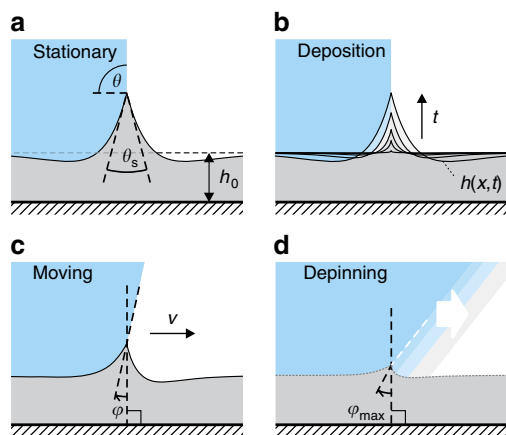 a
Stationary
θ
θs
h0
b
Deposition
t
h(x,t)
c
Moving
v
φ
d
Depinning
φmax